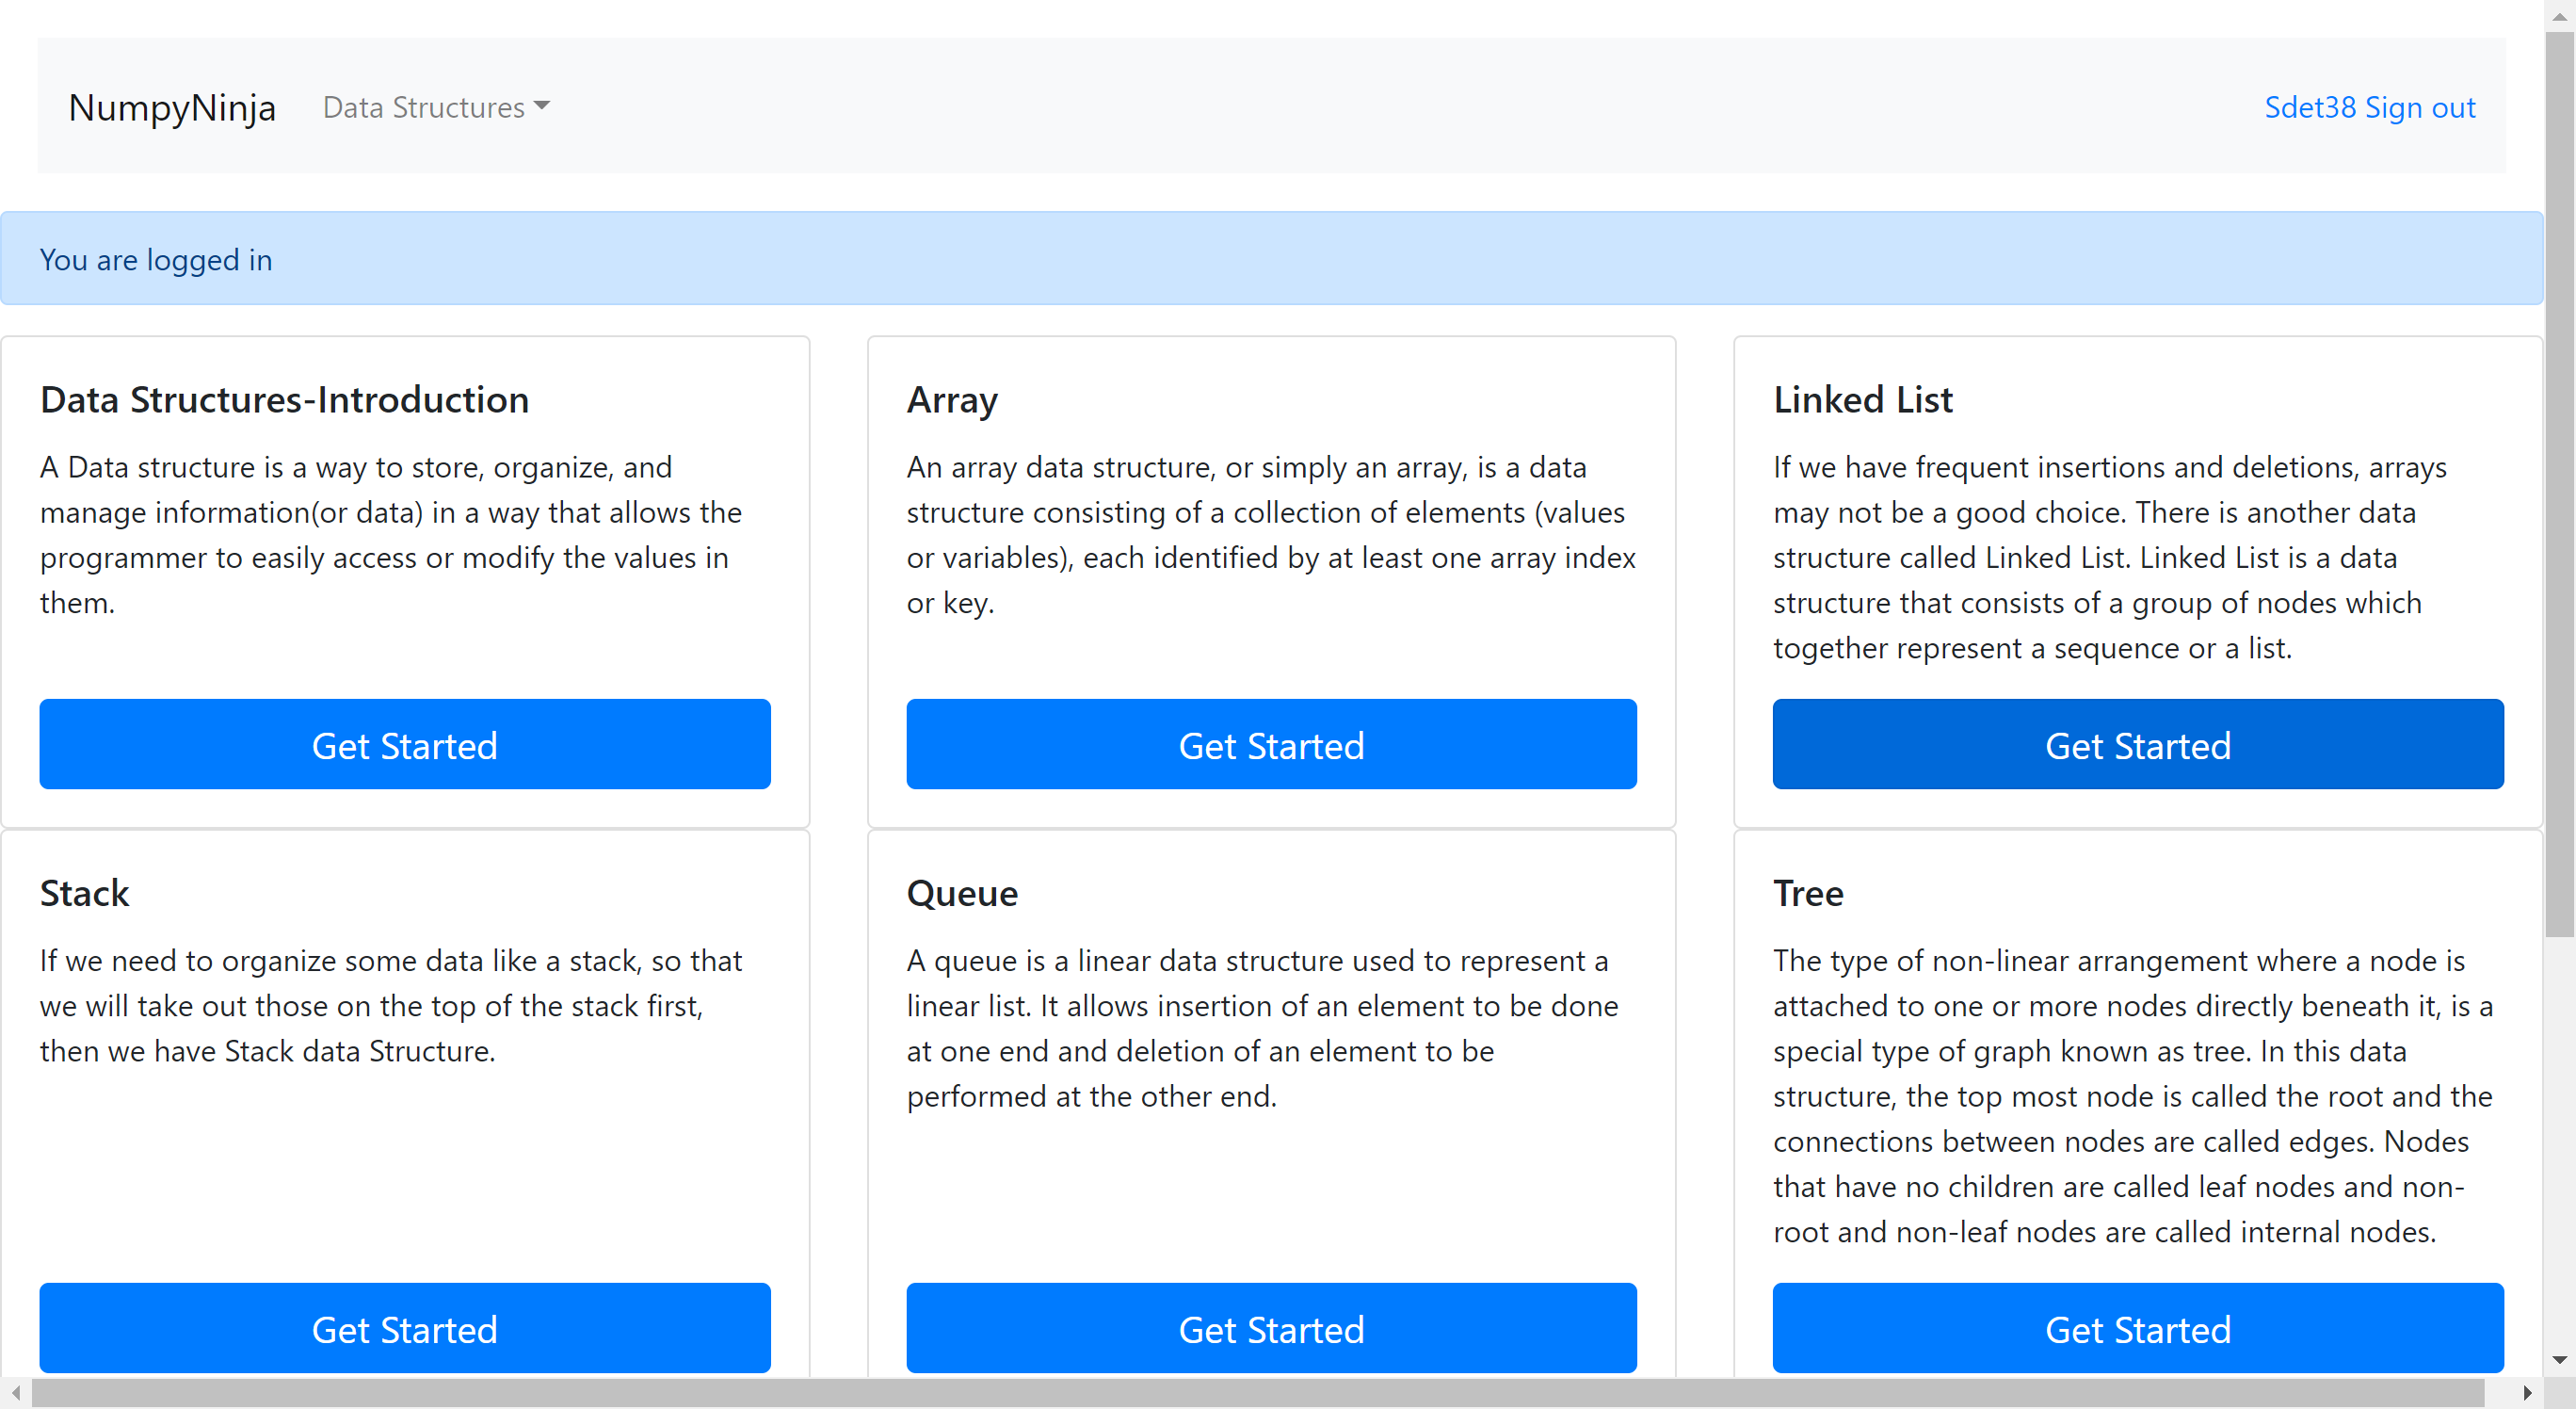 NumpyNinja
Data Structures
Sdet38 Sign out
You are logged in
Data Structures-Introduction
A Data structure is a way to store, organize, and
manage information(or data) in a way that allows the
programmer to easily access or modify the values in
them.
Get Started
Array
An array data structure, or simply an array, is a data
structure consisting of a collection of elements (values
or variables), each identified by at least one array index
or key.
Get Started
Linked List
If we have frequent insertions and deletions, arrays
may not be a good choice. There is another data
structure called Linked List. Linked List is a data
structure that consists of a group of nodes which
together represent a sequence or a list.
Get Started
Stack
If we need to organize some data like a stack, so that
we will take out those on the top of the stack first,
then we have Stack data Structure.
Get Started
Queue
A queue is a linear data structure used to represent a
linear list. It allows insertion of an element to be done
at one end and deletion of an element to be
performed at the other end.
Get Started
Tree
The type of non-linear arrangement where a node is
attached to one or more nodes directly beneath it, is a
special type of graph known as tree. In this data
structure, the top most node is called the root and the
connections between nodes are called edges. Nodes
that have no children are called leaf nodes and non-
root and non-leaf nodes are called internal nodes.
Get Started